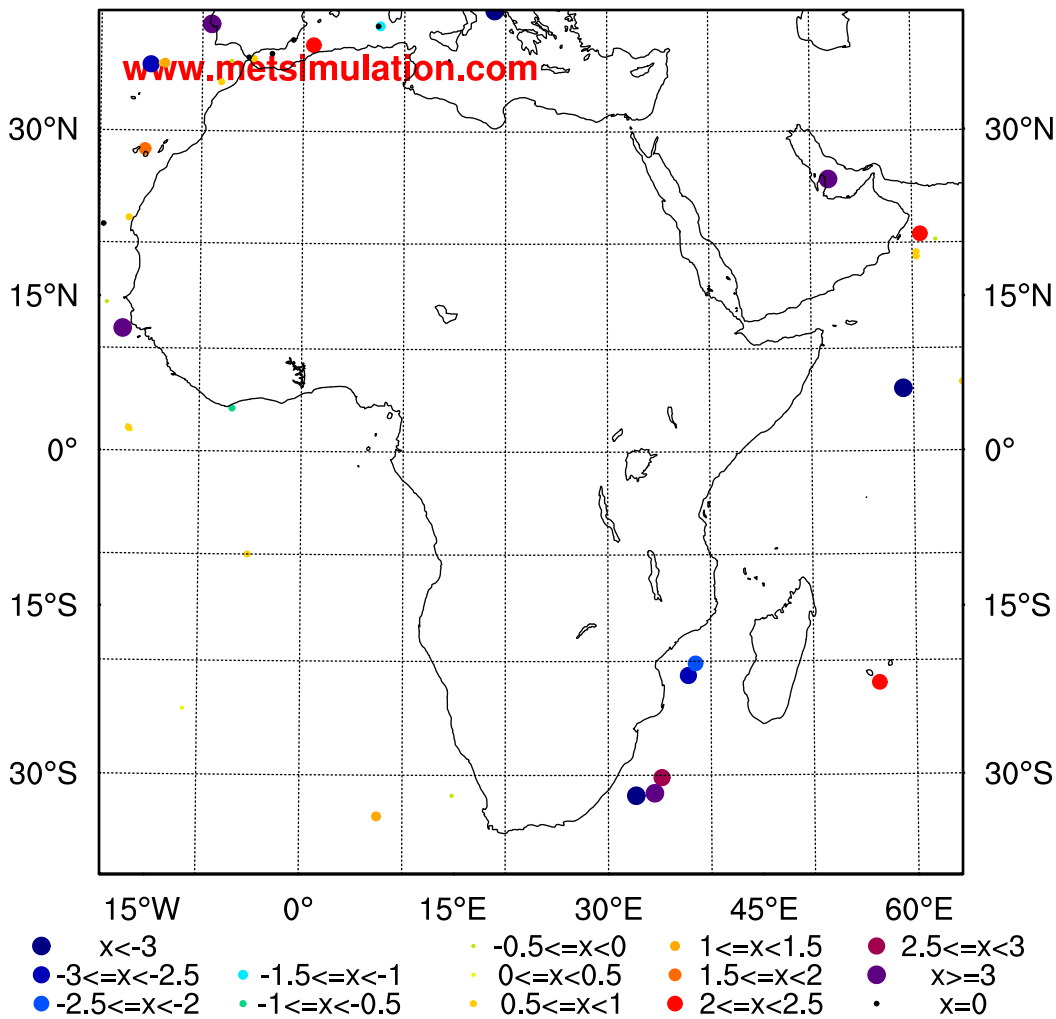 www.metsimulation.com
30°N 30°N
15°N 15°N
0° 0°
15°S 15°S
30°S 30°S
15°W 0° 15°E 30°E 45°E 60°E
x<-3 -0.5<=x<0 1<=x<1.5 2.5<=x<3
-3<=x<-2.5 -1.5<=x<-1 0<=x<0.5 1.5<=x<2 x>=3
-2.5<=x<-2 -1<=x<-0.5 0.5<=x<1 2<=x<2.5 x=0